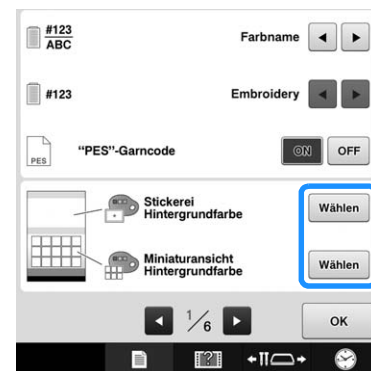 #123
ABC
Farbname
#123
Embroidery
PES
"PES"-Garncode
ON
OFF
Stickerei
Hintergrundfarbe
Wählen
Miniaturansicht
Hintergrundfarbe
Wählen
1/6
OK
?